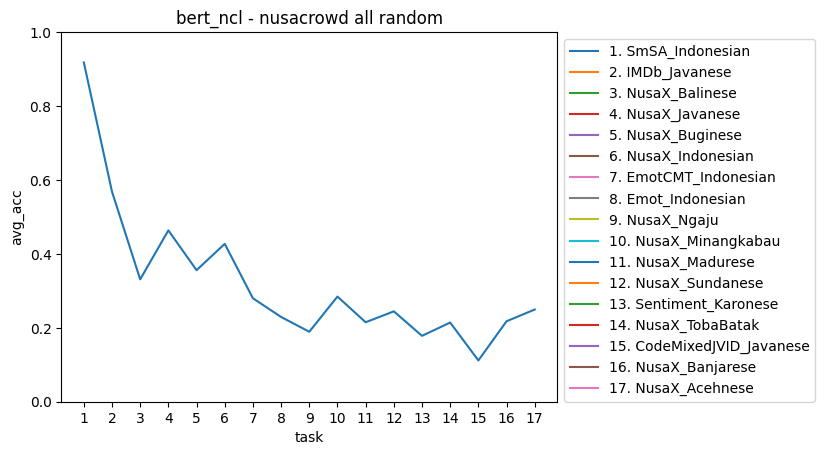 bert_ncl - nusacrowd all random
avg_acc
1.0
0.8
0.6
0.4
0.2
0.0
1 2 3 4 5 6 7 8 9 10 11 12 13 14 15 16 17
task
1. SmSA_Indonesian
2. IMDb_Javanese
3. NusaX_Balinese
4. NusaX_Javanese
5. NusaX_Buginese
6. NusaX_Indonesian
7. EmotCMT_Indonesian
8. Emot_Indonesian
9. NusaX_Ngaju
10. NusaX_Minangkabau
11. NusaX_Madurese
12. NusaX_Sundanese
13. Sentiment_Karonese
14. NusaX_TobaBatak
15. CodeMixedJVID_Javanese
16. NusaX_Banjarese
17. NusaX_Acehnese